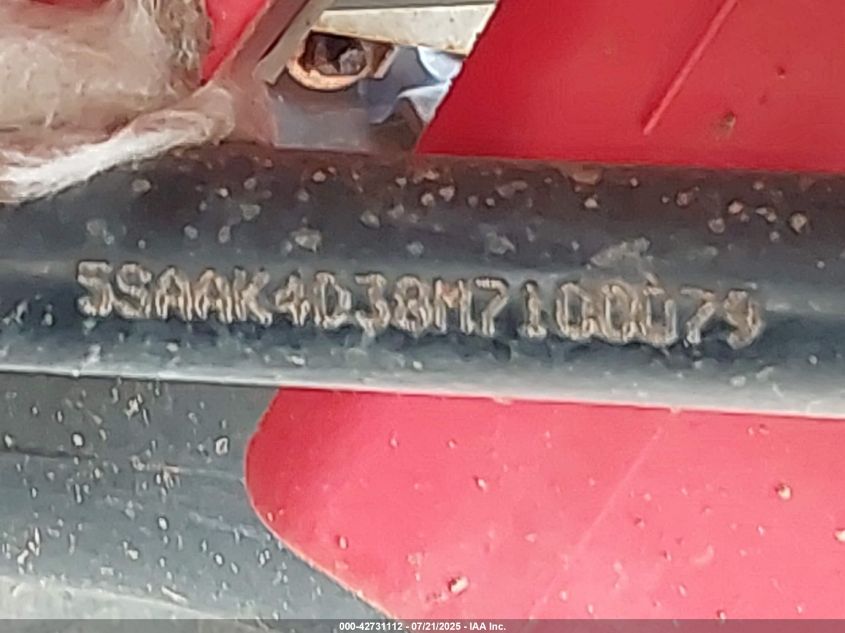 5SAAK4D38M7100079
000-42731112 - 07/21/2025 - IAA Inc.